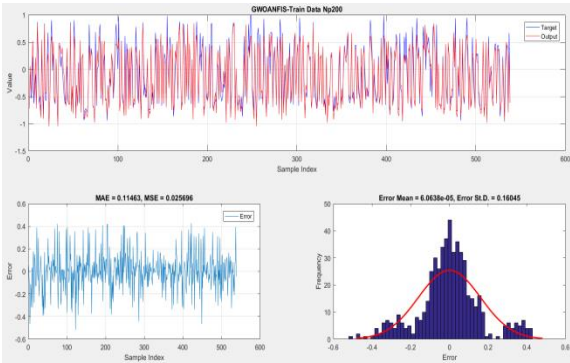 GWOANFIS-Train Data Np200
1
0.5
0
-0.5
-1
-1.5
Value
Target
Output
0 100 200 300 400 500 600
Sample Index
MAE = 0.11463, MSE = 0.025696
0.6
0.4
0.2
0
-0.2
-0.4
-0.6
Error
Error
0 100 200 300 400 500 600
Sample Index
Error Mean = 6.0638e-05, Error St.D. = 0.16045
50
40
30
20
10
0
Frequency
-0.6 -0.4 -0.2 0 0.2 0.4 0.6
Error